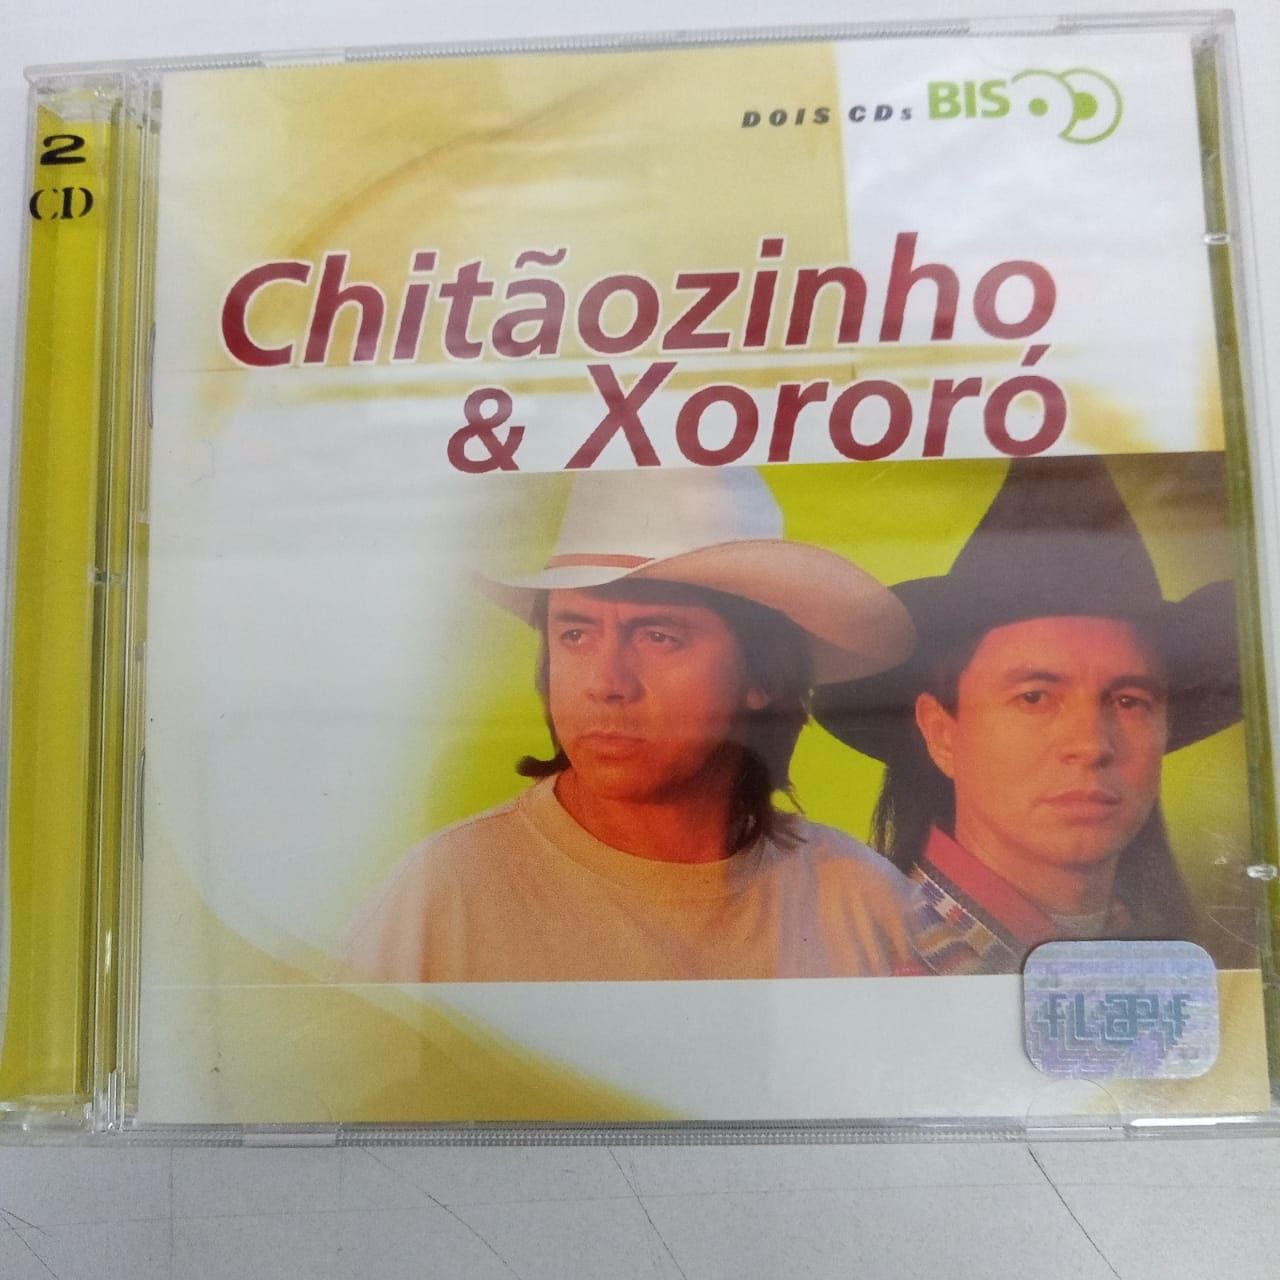 DOIS CDs BIS
2
CD
Chitãozinho
& Xororó